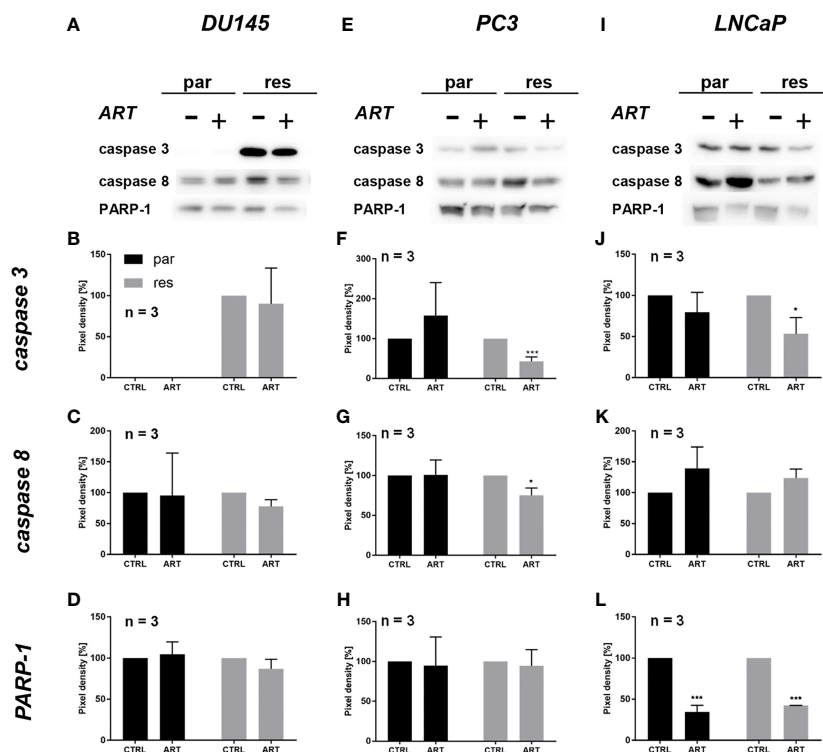 A DU145 E PC3 I LNCaP
par res par res par res
ART - + - + ART - + - + ART - + - +
caspase 3 caspase 3 caspase 3
caspase 8 caspase 8 caspase 8
PARP-1 PARP-1 PARP-1
caspase 3
B
Pixel density [%]
150
100
50
0
par
res
n = 3
CTRL ART CTRL ART
F
Pixel density [%]
300
200
100
0
n = 3
***
CTRL ART CTRL ART
J
Pixel density [%]
150
100
50
0
n = 3
*
CTRL ART CTRL ART
caspase 8
C
Pixel density [%]
200
150
100
50
0
n = 3
CTRL ART CTRL ART
G
Pixel density [%]
150
100
50
0
n = 3
*
CTRL ART CTRL ART
K
Pixel density [%]
200
150
100
50
0
n = 3
CTRL ART CTRL ART
PARP-1
D
Pixel density [%]
150
100
50
0
n = 3
CTRL ART CTRL ART
H
Pixel density [%]
150
100
50
0
n = 3
CTRL ART CTRL ART
L
Pixel density [%]
150
100
50
0
n = 3
*** ***
CTRL ART CTRL ART